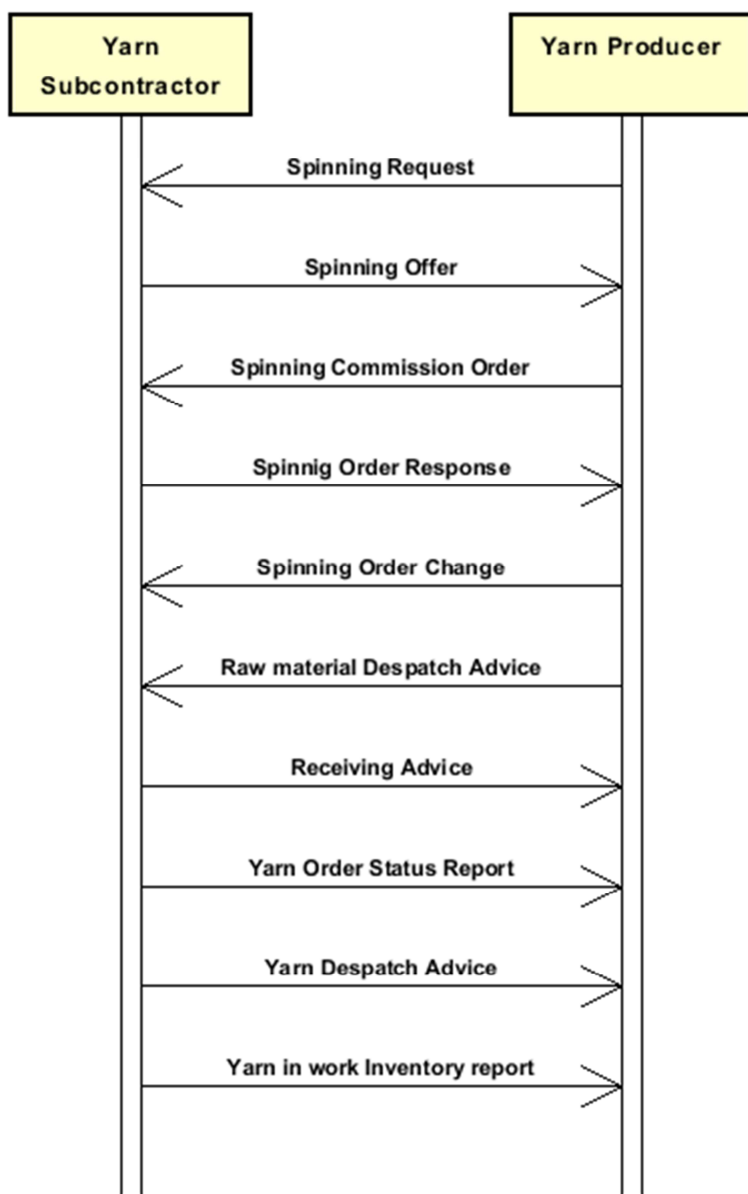 Yarn
Subcontractor
Yarn Producer
Spinning Request
Spinning Offer
Spinning Commission Order
Spinnig Order Response
Spinning Order Change
Raw material Despatch Advice
Receiving Advice
Yarn Order Status Report
Yarn Despatch Advice
Yarn in work Inventory report